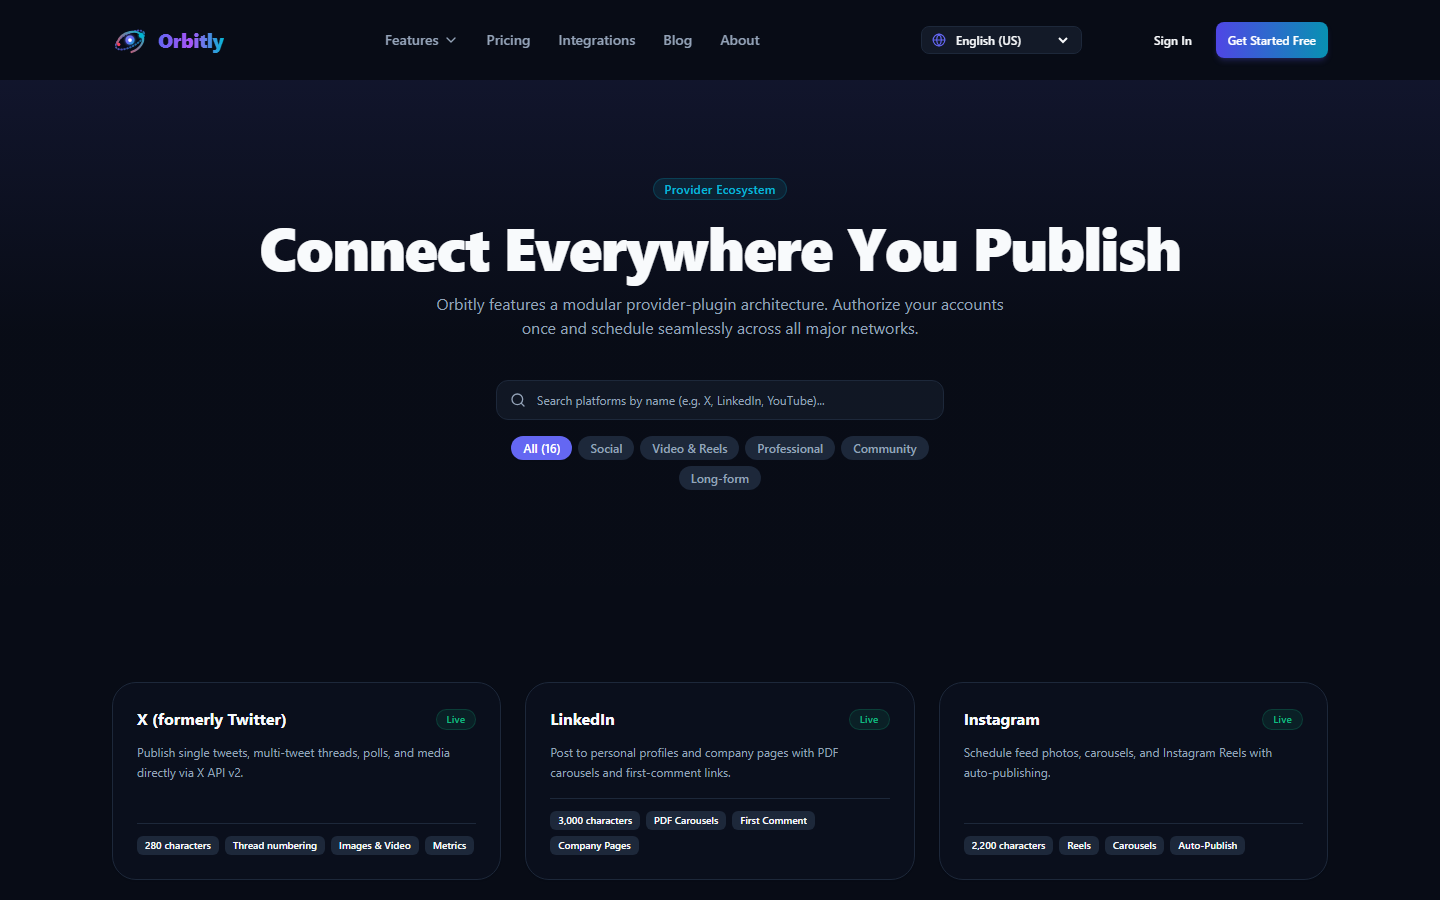 Orbitly
Features
Pricing
Integrations
Blog
About
English (US)
Sign In
Get Started Free
Provider Ecosystem
Connect Everywhere You Publish
Orbitly features a modular provider-plugin architecture. Authorize your accounts
once and schedule seamlessly across all major networks.
Search platforms by name (e.g. X, LinkedIn, YouTube)...
All (16)
Social
Video & Reels
Professional
Community
Long-form
X (formerly Twitter)
Live
Publish single tweets, multi-tweet threads, polls, and media
directly via X API v2.
280 characters
Thread numbering
Images & Video
Metrics
LinkedIn
Live
Post to personal profiles and company pages with PDF
carousels and first-comment links.
3,000 characters
PDF Carousels
First Comment
Company Pages
Instagram
Live
Schedule feed photos, carousels, and Instagram Reels with
auto-publishing.
2,200 characters
Reels
Carousels
Auto-Publish